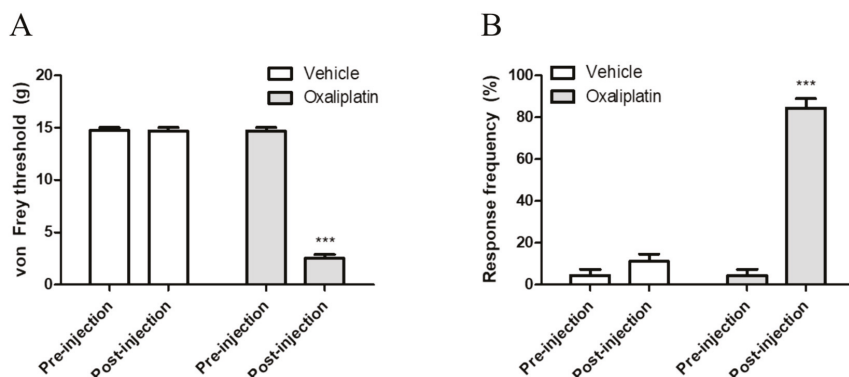 A
von Frey threshold (g)
20
15
10
5
0
Vehicle
Oxaliplatin
***
Pre-injection
Post-injection
Pre-injection
Post-injection
B
Response frequency (%)
100
80
60
40
20
0
Vehicle
Oxaliplatin
***
Pre-injection
Post-injection
Pre-injection
Post-injection